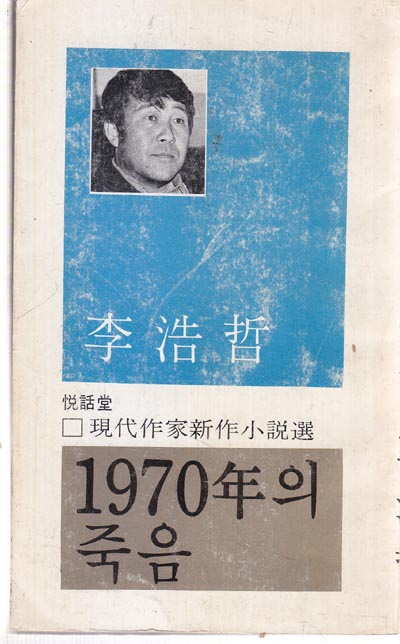 李浩哲
悅話堂
□ 現代作家新作小說選
1970年의
죽음